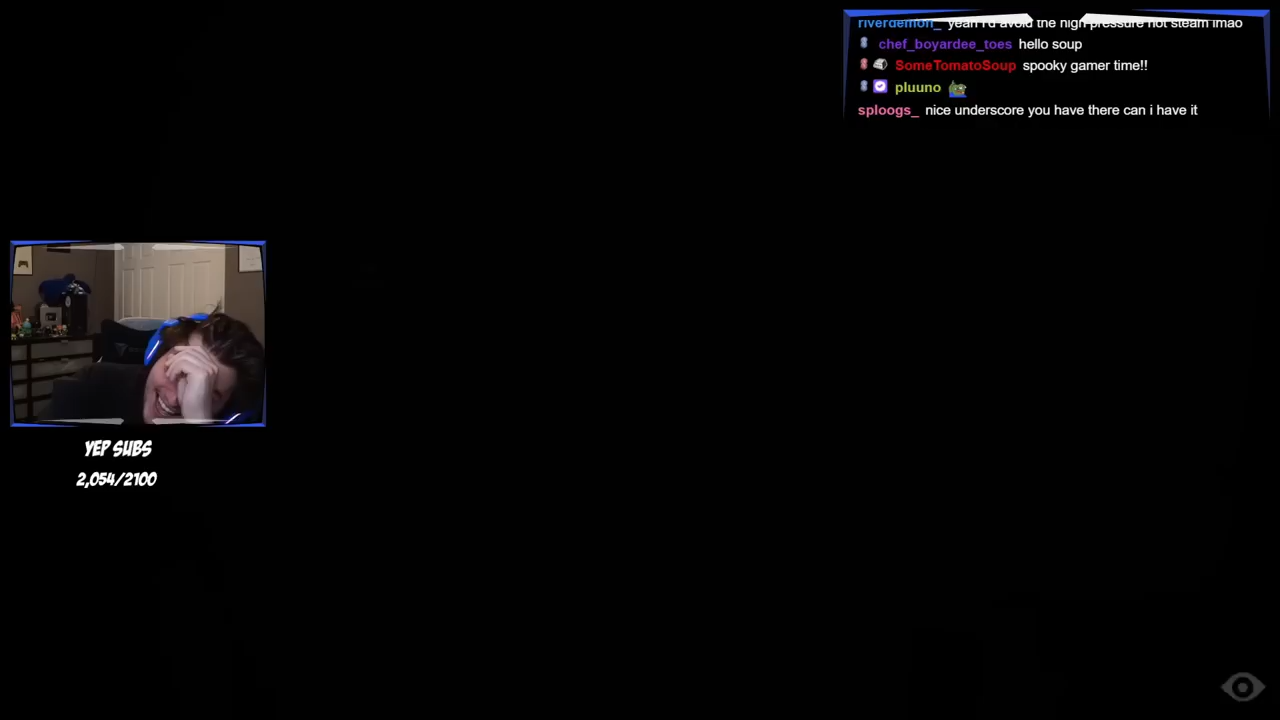 riverdemon_ yeah i'd avoid the high pressure hot steam lmao
chef_boyardee_toes hello soup
SomeTomatoSoup spooky gamer time!!
pluuno
sploogs_ nice underscore you have there can i have it
YEP SUBS
2,054/2100